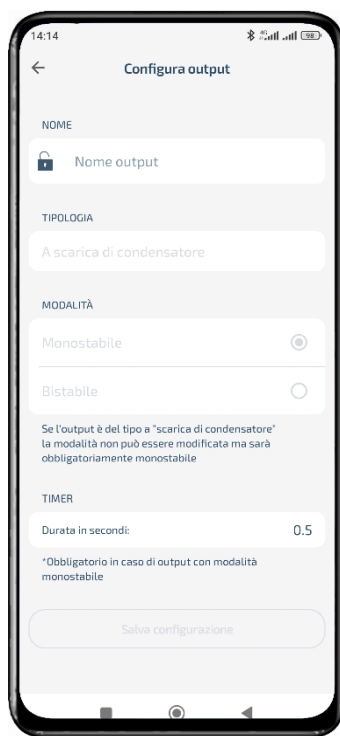 14:14
4G
98
Configura output
NOME
Nome output
TIPOLOGIA
A scarica di condensatore
MODALITÀ
Monostabile
Bistabile
Se l'output è del tipo a "scarica di condensatore"
la modalità non può essere modificata ma sarà
obbligatoriamente monostabile
TIMER
Durata in secondi: 0.5
*Obbligatorio in caso di output con modalità
monostabile
Salva configurazione